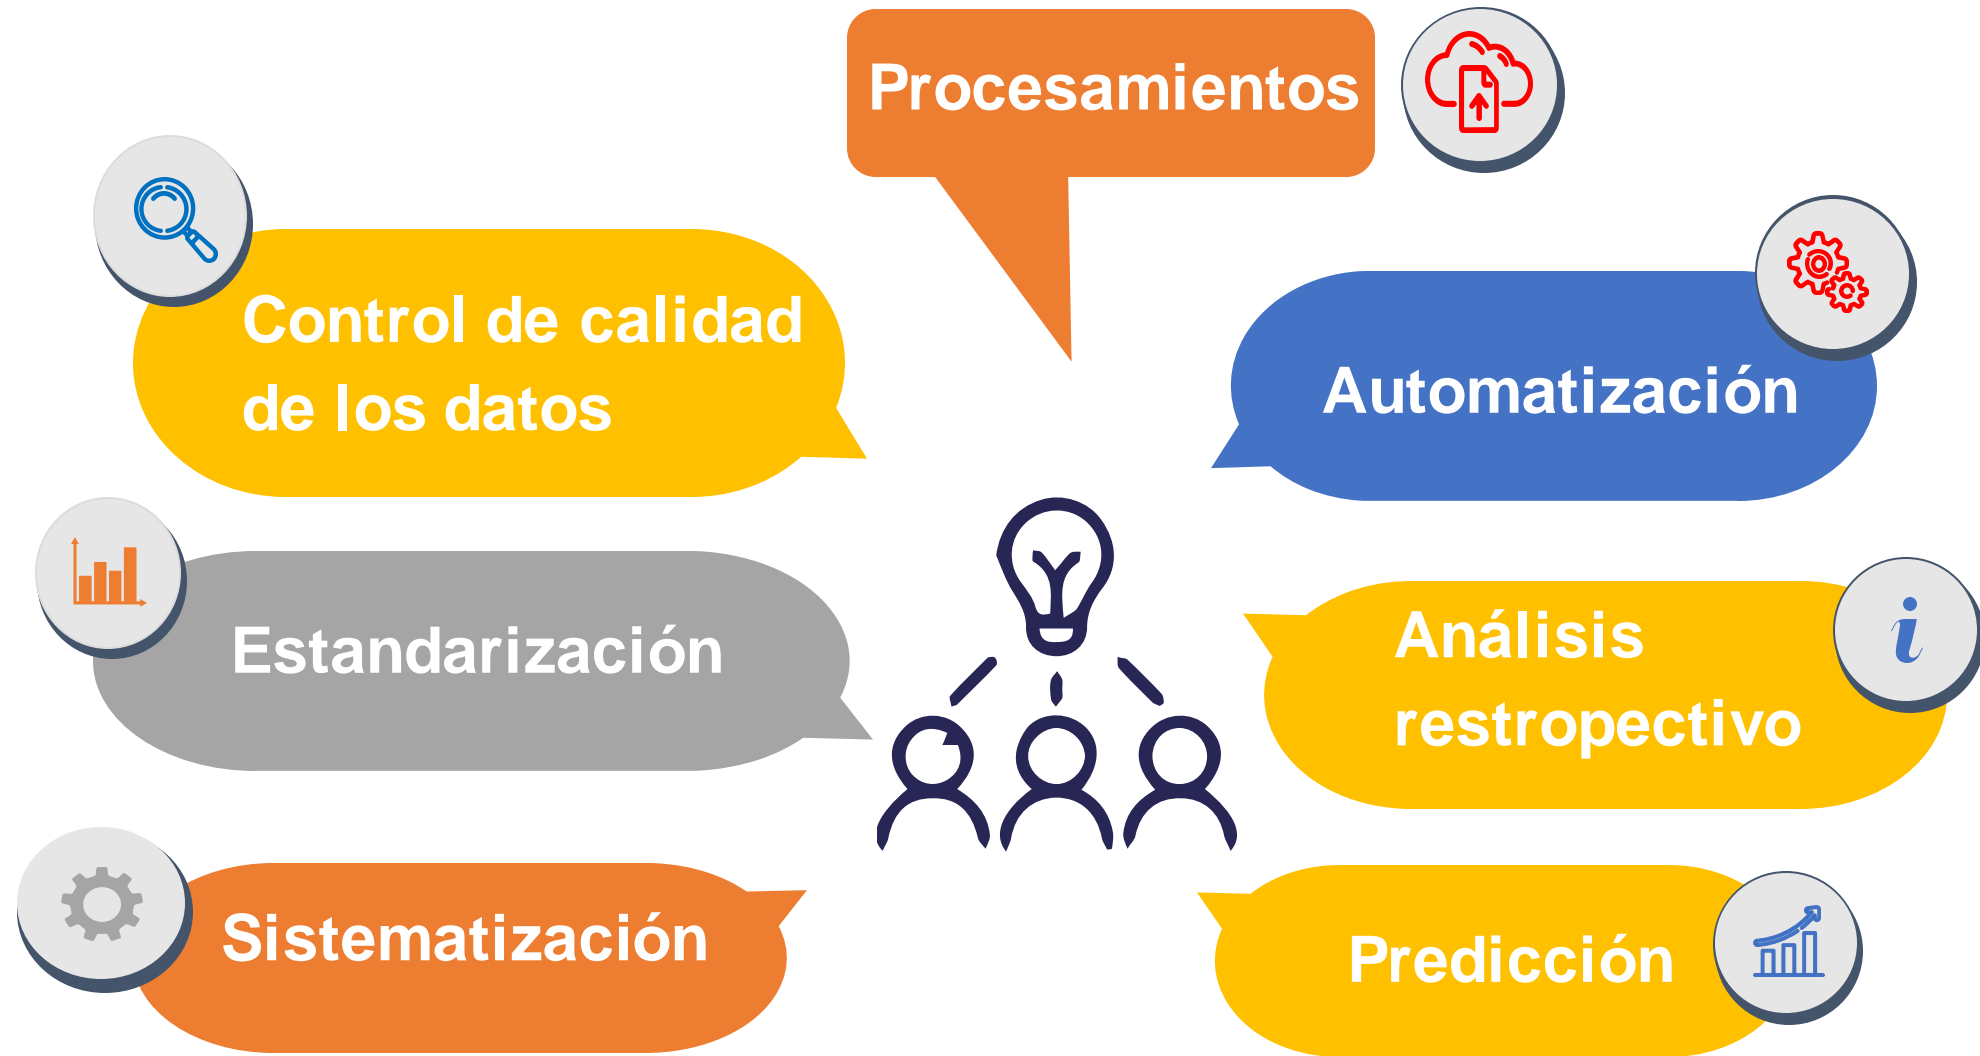 Procesamientos
Control de calidad
de los datos
Automatización
Estandarización
Análisis
restropectivo
Sistematización
Predicción
i